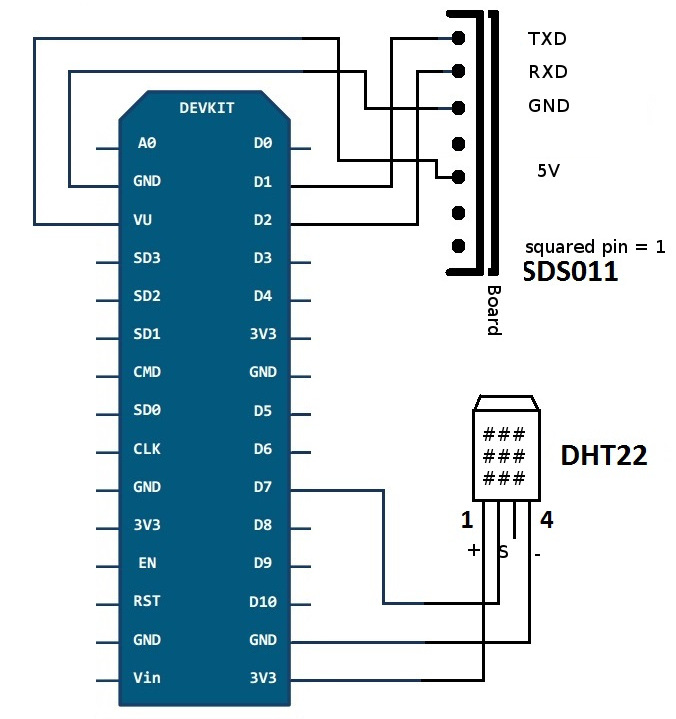 DEVKIT
A0 D0
GND D1
VU D2
SD3 D3
SD2 D4
SD1 3V3
CMD GND
SD0 D5
CLK D6
GND D7
3V3 D8
EN D9
RST D10
GND GND
Vin 3V3
TXD
RXD
GND
5V
squared pin = 1
SDS011
Board
###
###
###
DHT22
1 4
+ S -